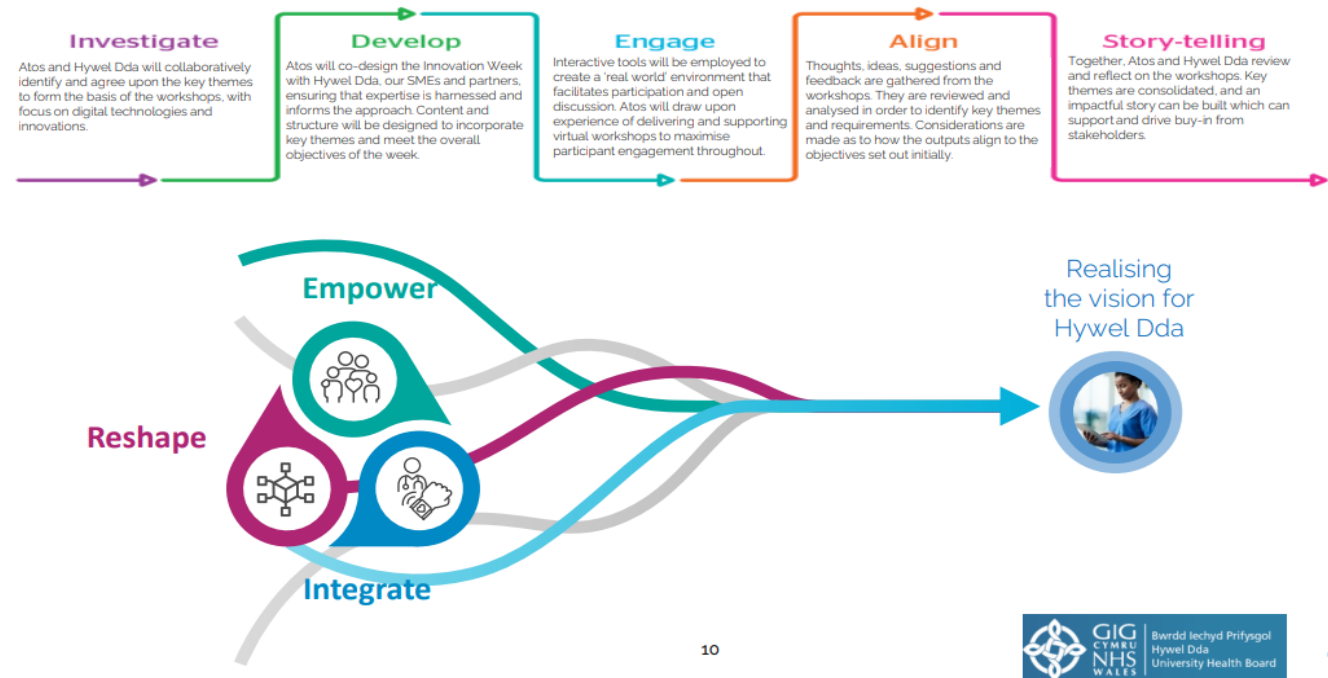 Investigate
Atos and Hywel Dda will collaboratively
identify and agree upon the key themes
to form the basis of the workshops, with
focus on digital technologies and
innovations.
Develop
Atos will co-design the Innovation Week
with Hywel Dda, our SMEs and partners,
ensuring that expertise is harnessed and
informs the approach. Content and
structure will be designed to incorporate
key themes and meet the overall
objectives of the week.
Engage
Interactive tools will be employed to
create a 'real world' environment that
facilitates participation and open
discussion. Atos will draw upon
experience of delivering and supporting
virtual workshops to maximise
participant engagement throughout.
Align
Thoughts, ideas, suggestions and
feedback are gathered from the
workshops. They are reviewed and
analysed in order to identify key themes
and requirements. Considerations are
made as to how the outputs align to the
objectives set out initially.
Story-telling
Together, Atos and Hywel Dda review
and reflect on the workshops. Key
themes are consolidated, and an
impactful story can be built which can
support and drive buy-in from
stakeholders.
Empower
Reshape
Integrate
Realising
the vision for
Hywel Dda
10
GIG
CYMRU
NHS
WALES
Bwrdd Iechyd Prifysgol
Hywel Dda
University Health Board